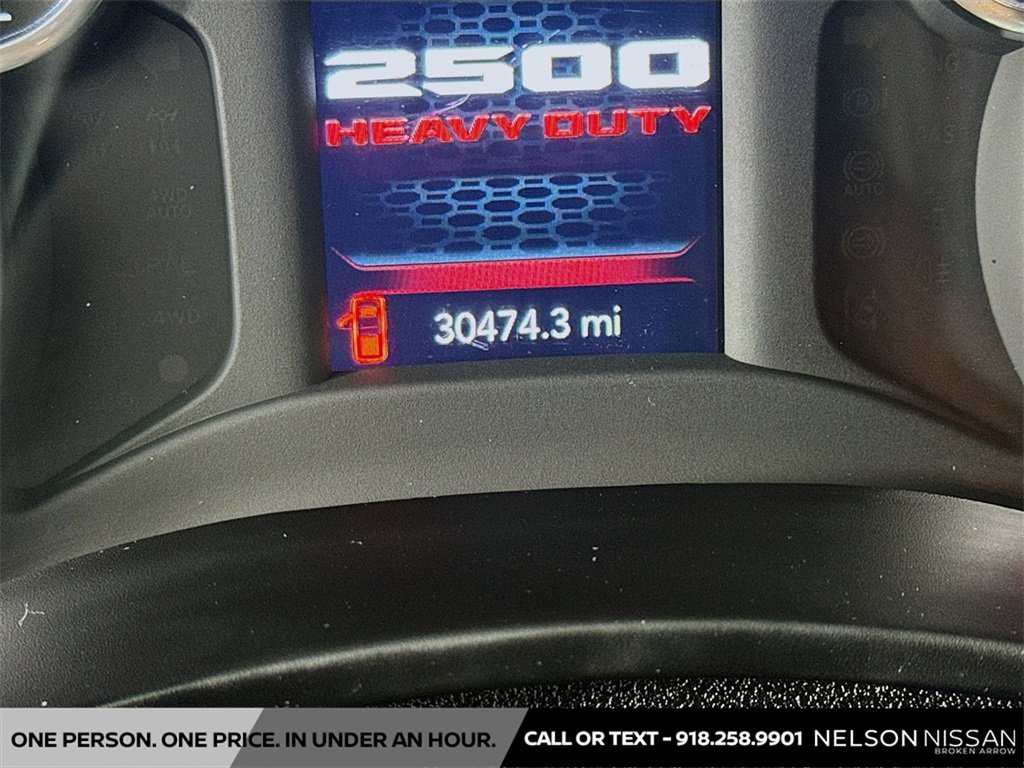 2500
HEAVY DUTY
30474.3 mi
AUTO
ONE PERSON. ONE PRICE. IN UNDER AN HOUR.
CALL OR TEXT - 918.258.9901
NELSON NISSAN
BROKEN ARROW